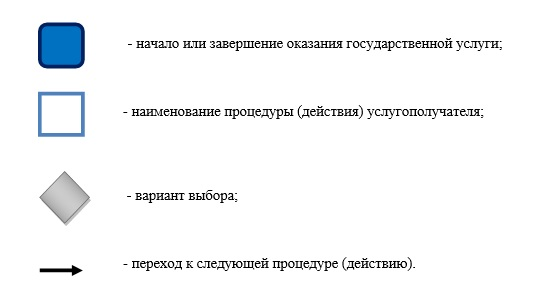 - начало или завершение оказания государственной услуги;
- наименование процедуры (действия) услугополучателя;
- вариант выбора;
- переход к следующей процедуре (действию).